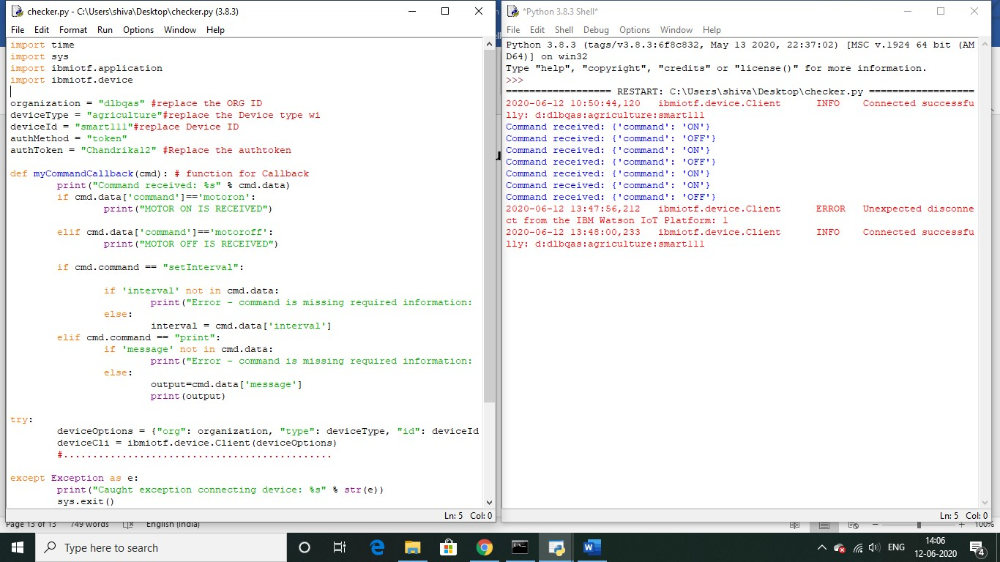 checker.py - C:\Users\shiva\Desktop\checker.py (3.8.3)
File Edit Format Run Options Window Help
import time
import sys
import ibmiotf.application
import ibmiotf.device
organization = "dlbqas" #replace the ORG ID
deviceType = "agriculture"#replace the Device type wi
deviceId = "smart111"#replace Device ID
authMethod = "token"
authToken = "Chandrika12" #Replace the authtoken
def myCommandCallback(cmd): # function for Callback
print("Command received: %s" % cmd.data)
if cmd.data['command']=='motoron':
print("MOTOR ON IS RECEIVED")
elif cmd.data['command']=='motoroff':
print("MOTOR OFF IS RECEIVED")
if cmd.command == "setInterval":
if 'interval' not in cmd.data:
print("Error - command is missing required information:
else:
interval = cmd.data['interval']
elif cmd.command == "print":
if 'message' not in cmd.data:
print("Error - command is missing required information:
else:
output=cmd.data['message']
print(output)
try:
deviceOptions = {"org": organization, "type": deviceType, "id": deviceId
deviceCli = ibmiotf.device.Client(deviceOptions)
#..............................................
except Exception as e:
print("Caught exception connecting device: %s" % str(e))
sys.exit()
Ln: 5 Col: 0
*Python 3.8.3 Shell*
File Edit Shell Debug Options Window Help
Python 3.8.3 (tags/v3.8.3:6f8c832, May 13 2020, 22:37:02) [MSC v.1924 64 bit (AM
D64)] on win32
Type "help", "copyright", "credits" or "license()" for more information.
>>>
================== RESTART: C:\Users\shiva\Desktop\checker.py ==================
2020-06-12 10:50:44,120 ibmiotf.device.Client INFO Connected successfu
lly: d:dlbqas:agriculture:smart111
Command received: {'command': 'ON'}
Command received: {'command': 'OFF'}
Command received: {'command': 'ON'}
Command received: {'command': 'OFF'}
Command received: {'command': 'ON'}
Command received: {'command': 'ON'}
Command received: {'command': 'OFF'}
2020-06-12 13:47:56,212 ibmiotf.device.Client ERROR Unexpected disconne
ct from the IBM Watson IoT Platform: 1
2020-06-12 13:48:00,233 ibmiotf.device.Client INFO Connected successfu
lly: d:dlbqas:agriculture:smart111
Ln: 5 Col: 0
Page 13 of 13 749 words English (India) 100%
Type here to search
ENG
14:06
12-06-2020
4